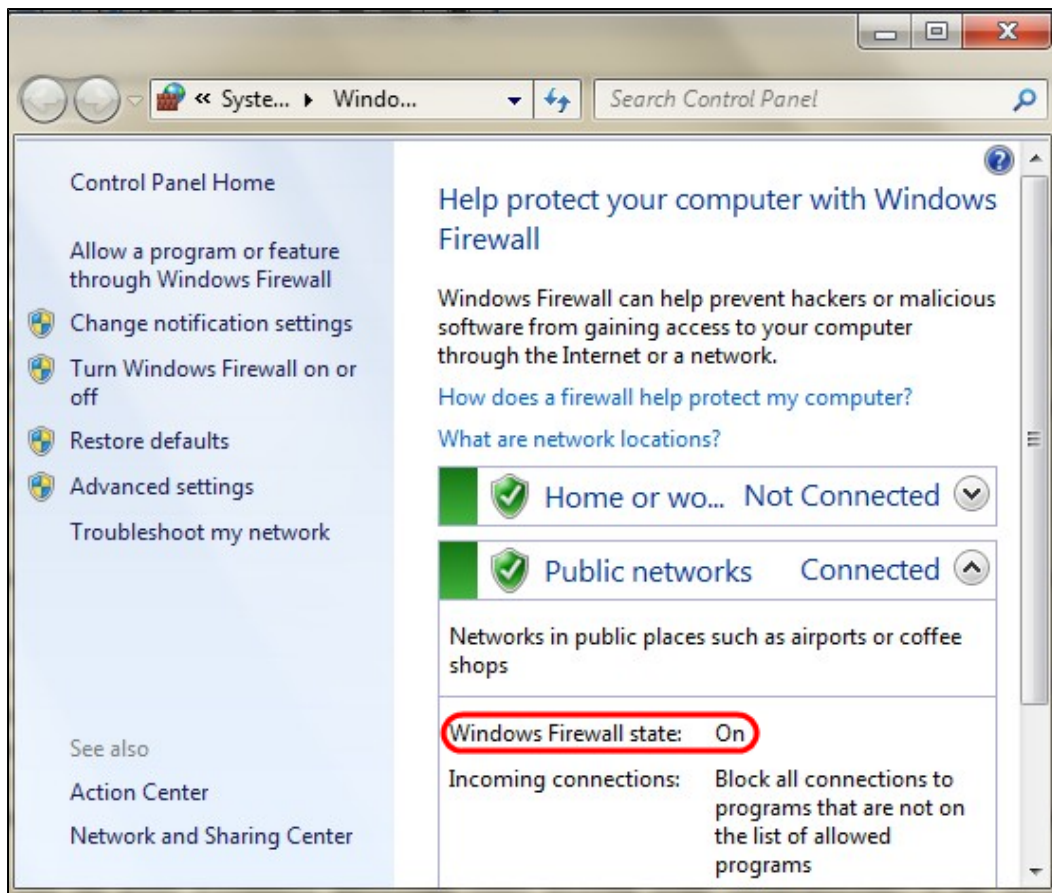 « Syste... Windo...
Search Control Panel
Control Panel Home
Allow a program or feature
through Windows Firewall
Change notification settings
Turn Windows Firewall on or
off
Restore defaults
Advanced settings
Troubleshoot my network
See also
Action Center
Network and Sharing Center
Help protect your computer with Windows
Firewall
Windows Firewall can help prevent hackers or malicious
software from gaining access to your computer
through the Internet or a network.
How does a firewall help protect my computer?
What are network locations?
Home or wo... Not Connected
Public networks Connected
Networks in public places such as airports or coffee
shops
Windows Firewall state: On
Incoming connections: Block all connections to
programs that are not on
the list of allowed
programs